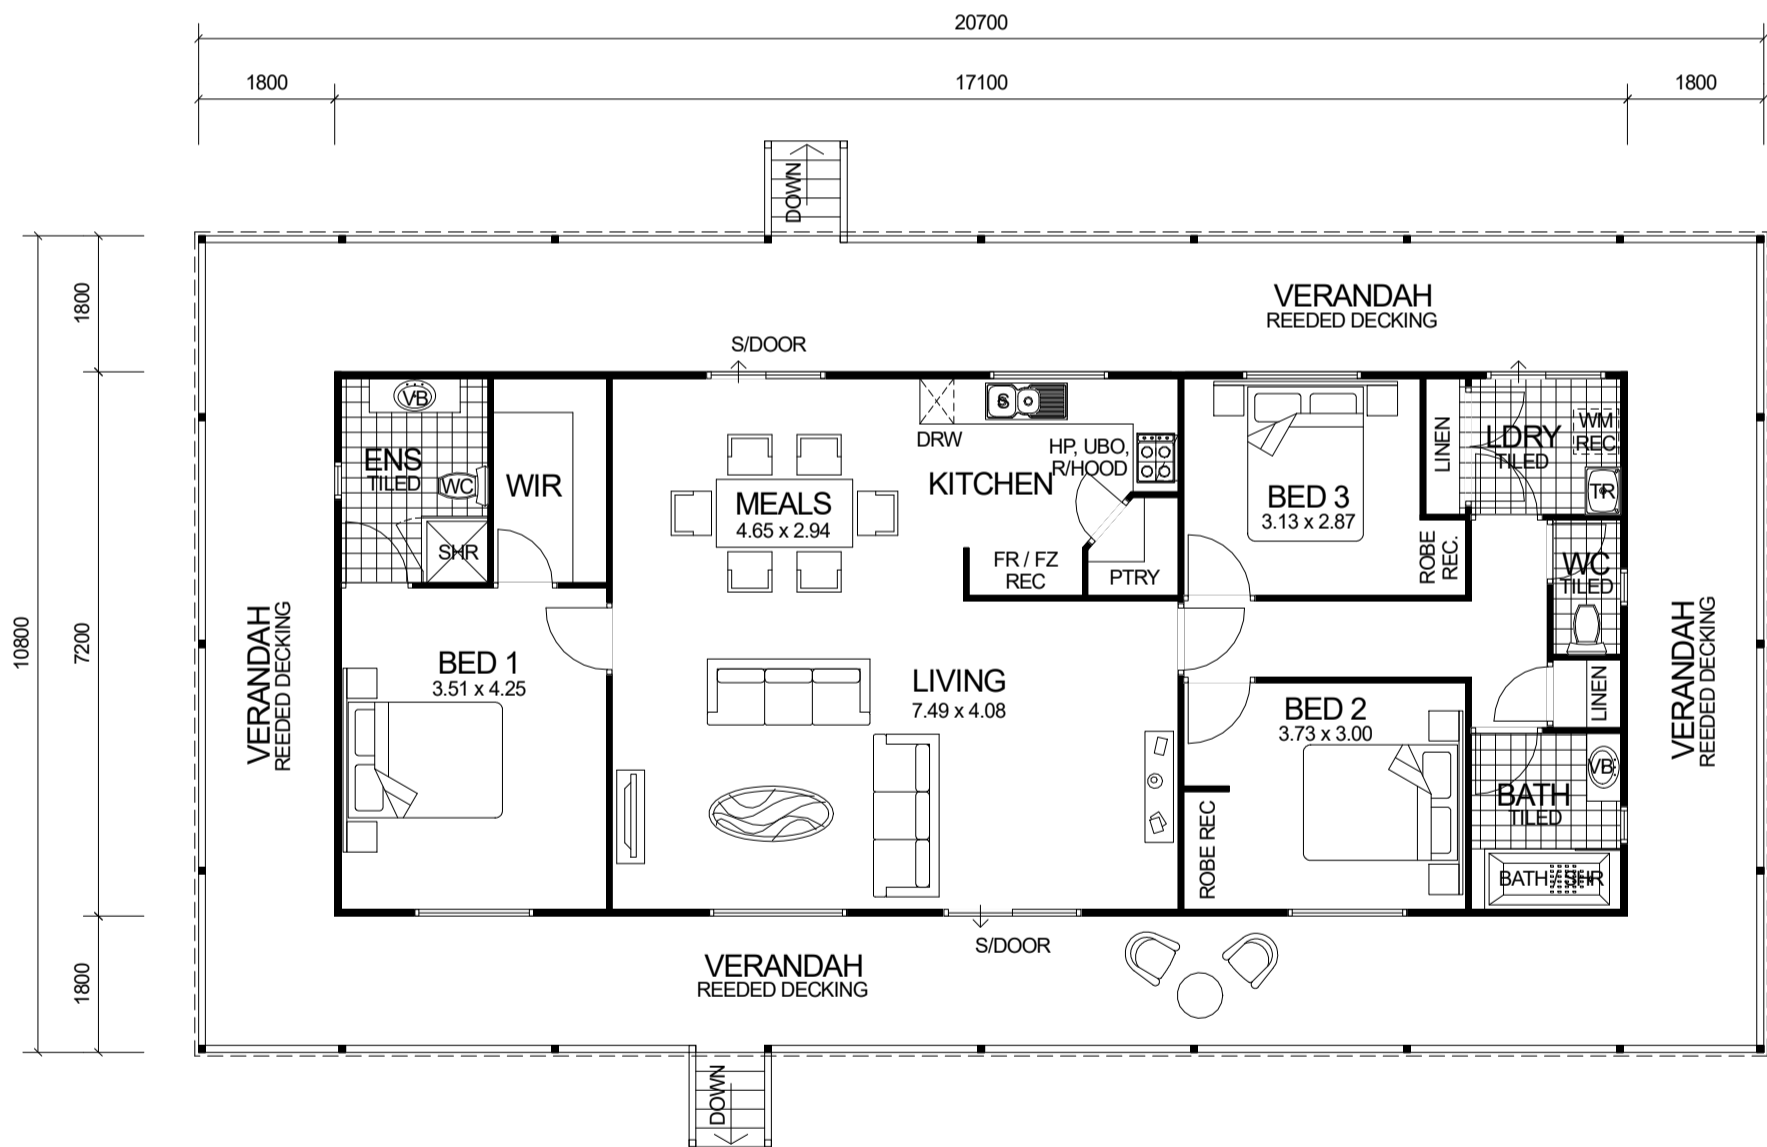 20700
1800
17100
1800
DOWN
VERANDAH
REEDED DECKING
S/DOOR
10800
1800
7200
1800
VB
ENS
TILED
WC
SHR
WIR
MEALS
4.65 x 2.94
DRW
S
KITCHEN
HP, UBO,
R/HOOD
FR / FZ
REC
PTRY
BED 3
3.13 x 2.87
LINEN
ROBE
REC.
LDRY
TILED
WM
REC
TR
WC
TILED
VERANDAH
REEDED DECKING
BED 1
3.51 x 4.25
LIVING
7.49 x 4.08
BED 2
3.73 x 3.00
ROBE REC
LINEN
VB
BATH
TILED
BATH / SHR
VERANDAH
REEDED DECKING
S/DOOR
VERANDAH
REEDED DECKING
DOWN